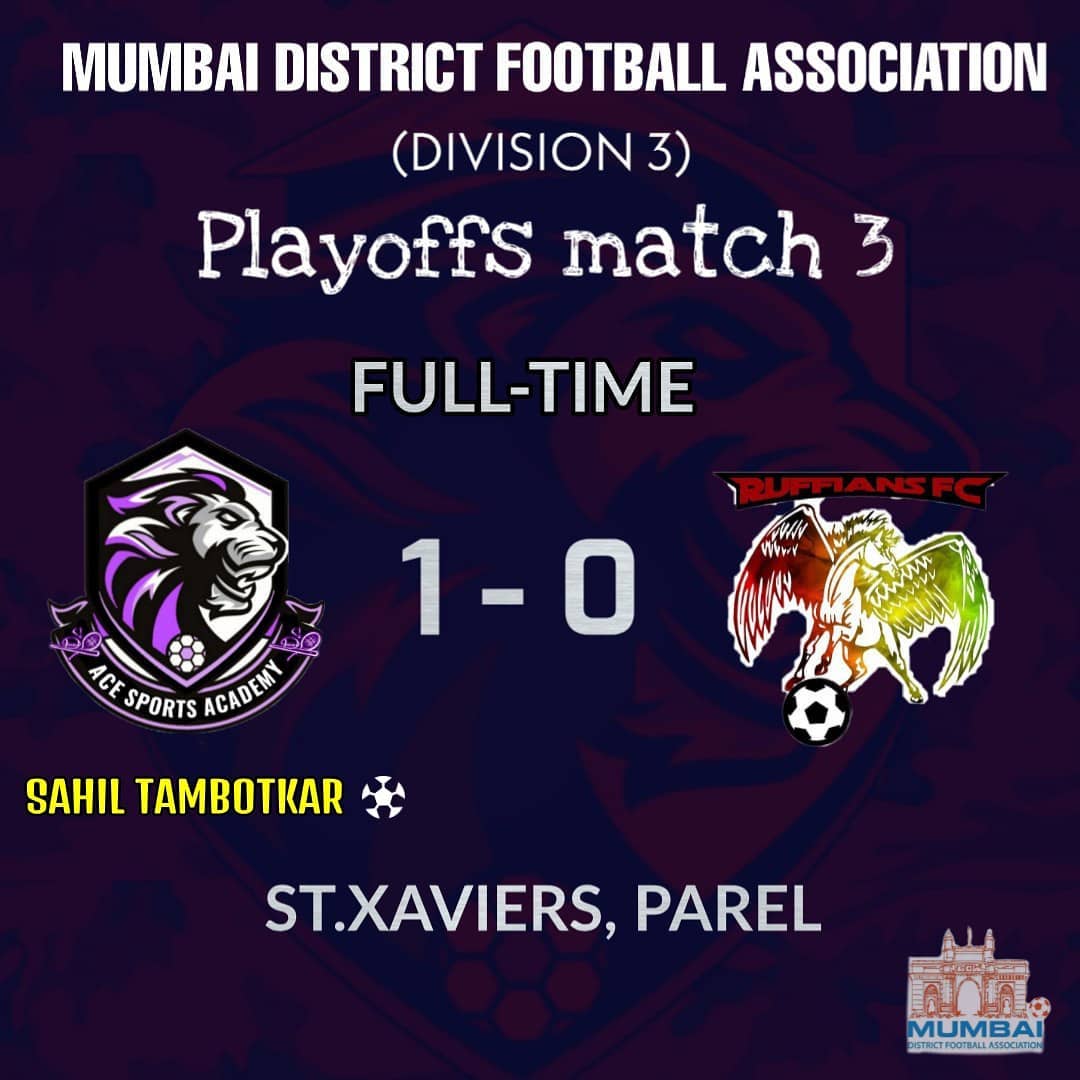 MUMBAI DISTRICT FOOTBALL ASSOCIATION
(DIVISION 3)
Playoffs match 3
FULL-TIME
RUFFIANS FC
1 - 0
ACE SPORTS ACADEMY
SAHIL TAMBOTKAR
ST.XAVIERS, PAREL
MUMBAI
DISTRICT FOOTBALL ASSOCIATION